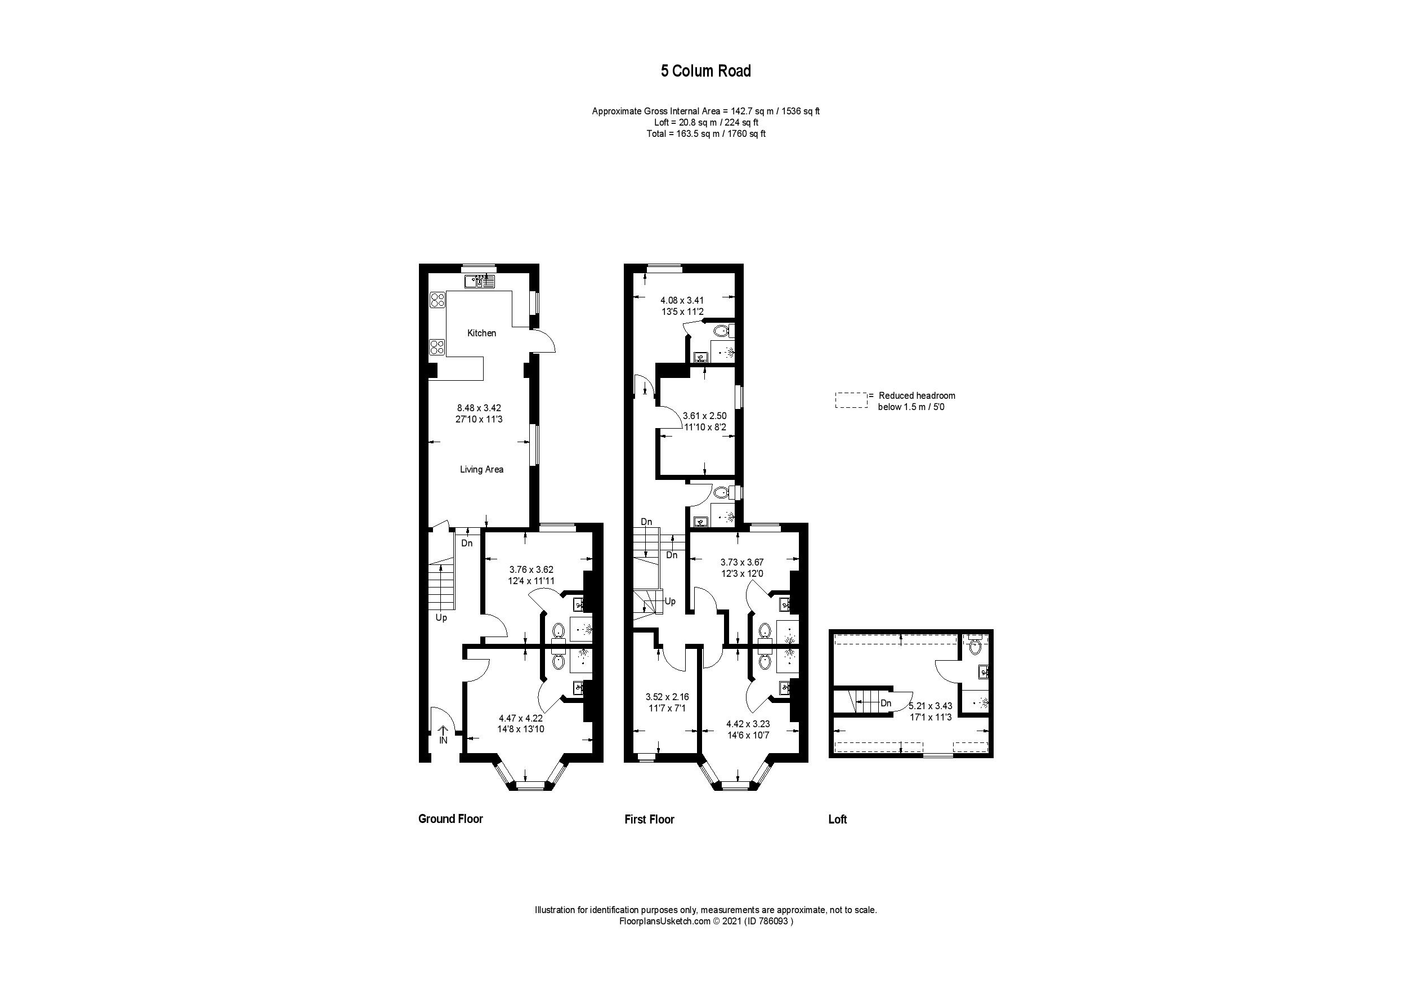 5 Colum Road
Approximate Gross Internal Area = 142.7 sq m / 1536 sq ft
Loft = 20.8 sq m / 224 sq ft
Total = 163.5 sq m / 1760 sq ft
Kitchen
8.48 x 3.42
27'10 x 11'3
Living Area
Dn
Up
3.76 x 3.62
12'4 x 11'11
4.47 x 4.22
14'8 x 13'10
IN
Ground Floor
4.08 x 3.41
13'5 x 11'2
3.61 x 2.50
11'10 x 8'2
Dn
Dn
Up
3.73 x 3.67
12'3 x 12'0
3.52 x 2.16
11'7 x 7'1
4.42 x 3.23
14'6 x 10'7
First Floor
= Reduced headroom
below 1.5 m / 5'0
Dn
5.21 x 3.43
17'1 x 11'3
Loft
Illustration for identification purposes only, measurements are approximate, not to scale.
FloorplansUsketch.com © 2021 (ID 786093 )